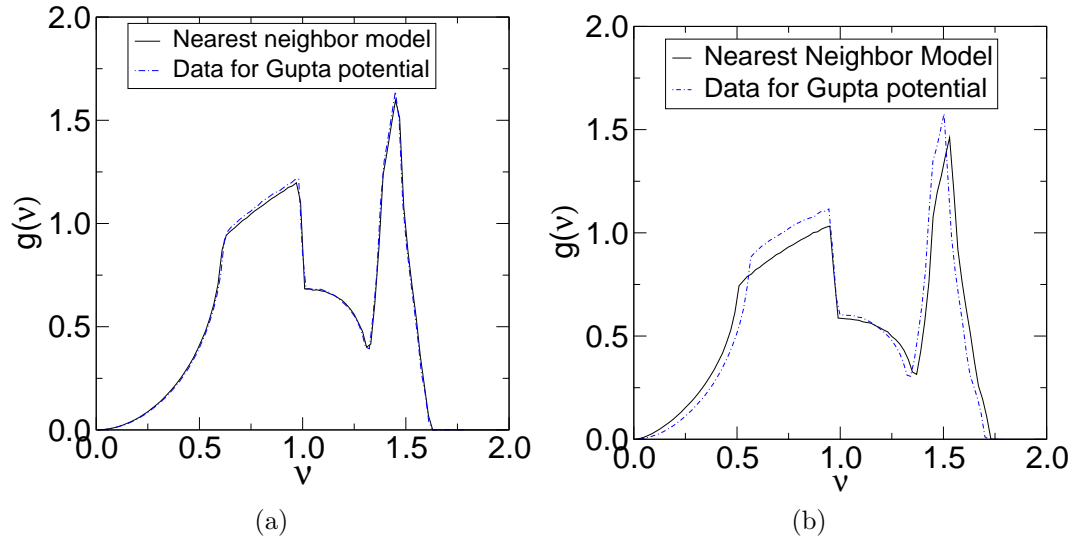 2.0
Nearest neighbor model
Data for Gupta potential
1.5
g(ν)
1.0
0.5
0.0
0.0 0.5 1.0 1.5 2.0
ν
(a)
2.0
Nearest Neighbor Model
Data for Gupta potential
1.5
g(ν)
1.0
0.5
0.0
0.0 0.5 1.0 1.5 2.0
ν
(b)